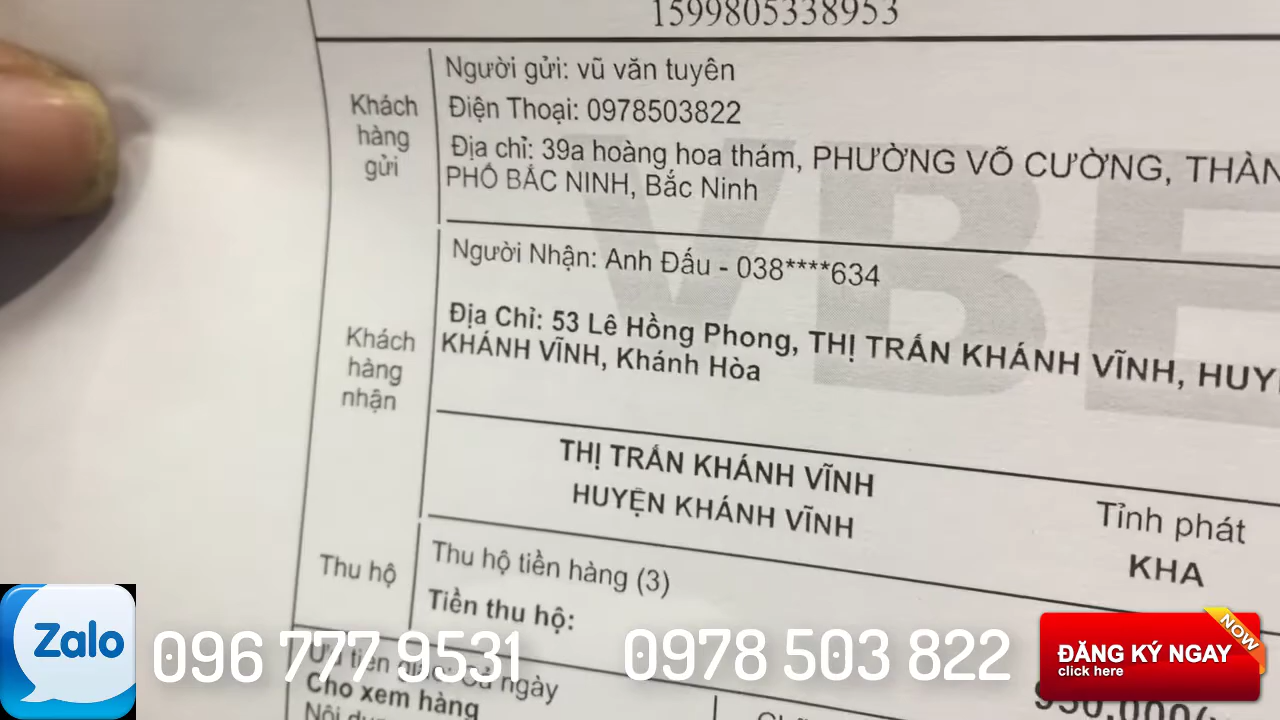 1599805338953
Khách hàng gửi
Người gửi: vũ văn tuyên
Điện Thoại: 0978503822
Địa chỉ: 39a hoàng hoa thám, PHƯỜNG VÕ CƯỜNG, THÀN
PHỐ BẮC NINH, Bắc Ninh
Khách hàng nhận
Người Nhận: Anh Đấu - 038****634
Địa Chỉ: 53 Lê Hồng Phong, THỊ TRẤN KHÁNH VĨNH, HUY
KHÁNH VĨNH, Khánh Hòa
THỊ TRẤN KHÁNH VĨNH
HUYỆN KHÁNH VĨNH
Tỉnh phát
KHA
Thu hộ
Thu hộ tiền hàng (3)
Tiền thu hộ:
Zalo
096 777 9531
0978 503 822
ĐĂNG KÝ NGAY
click here
NOW
Cho xem hàng